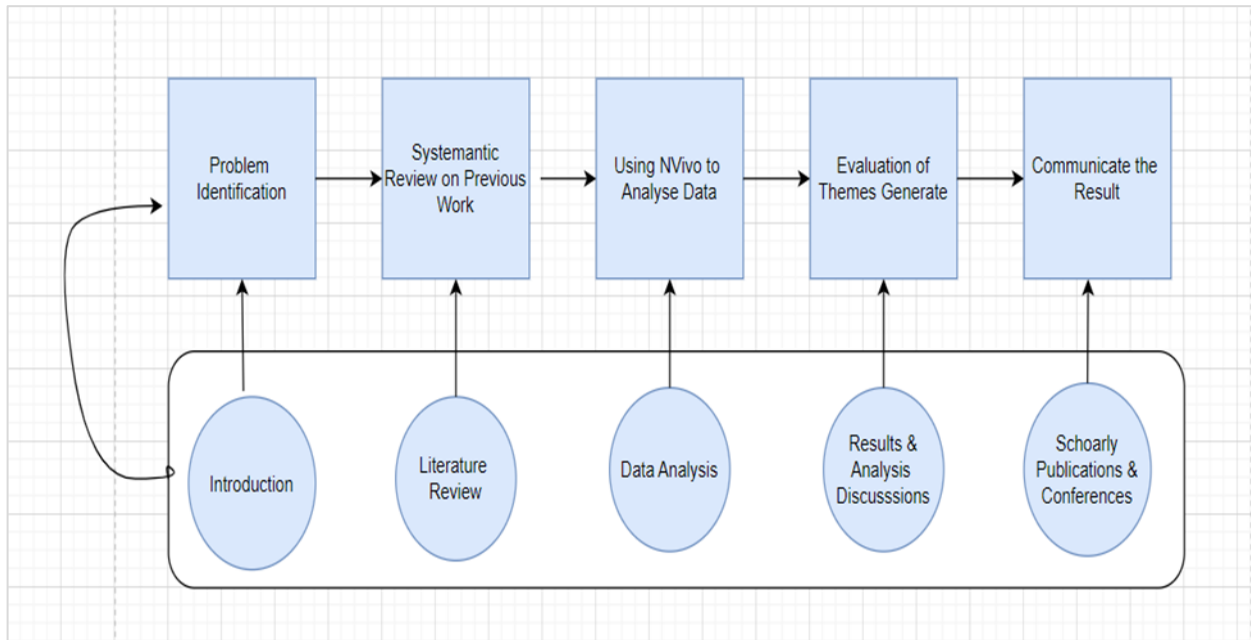 Problem
Identification
Systemantic
Review on Previous
Work
Using NVivo to
Analyse Data
Evaluation of
Themes Generate
Communicate the
Result
Introduction
Literature
Review
Data Analysis
Results &
Analysis
Discusssions
Schoarly
Publications &
Conferences